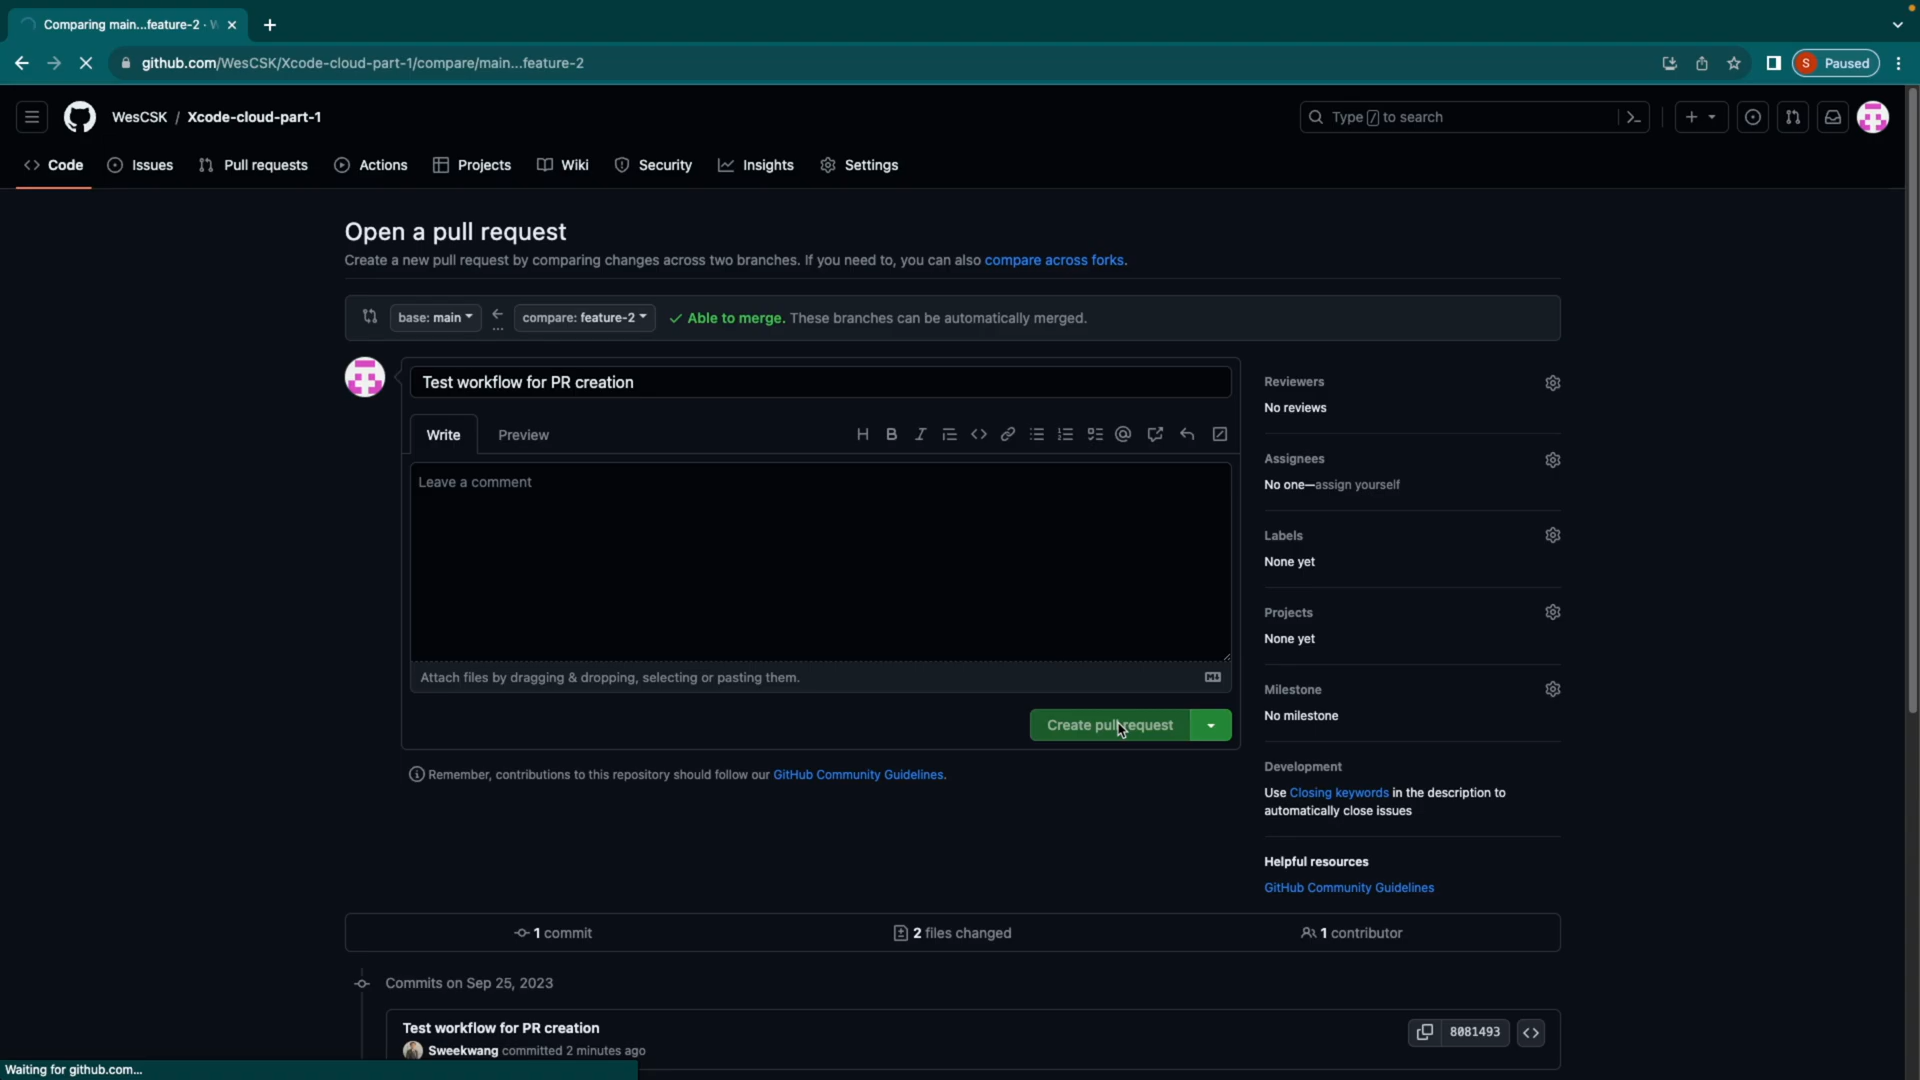 Comparing main...feature-2 · W
github.com/WesCSK/Xcode-cloud-part-1/compare/main...feature-2
S Paused
WesCSK / Xcode-cloud-part-1
Type / to search
Code Issues Pull requests Actions Projects Wiki Security Insights Settings
Open a pull request
Create a new pull request by comparing changes across two branches. If you need to, you can also compare across forks.
base: main ... compare: feature-2 Able to merge. These branches can be automatically merged.
Test workflow for PR creation
Write Preview
Leave a comment
Attach files by dragging & dropping, selecting or pasting them.
Create pull request
Remember, contributions to this repository should follow our GitHub Community Guidelines.
Reviewers
No reviews
Assignees
No one—assign yourself
Labels
None yet
Projects
None yet
Milestone
No milestone
Development
Use Closing keywords in the description to
automatically close issues
Helpful resources
GitHub Community Guidelines
1 commit 2 files changed 1 contributor
Commits on Sep 25, 2023
Test workflow for PR creation
8081493
Sweekwang committed 2 minutes ago
Waiting for github.com...